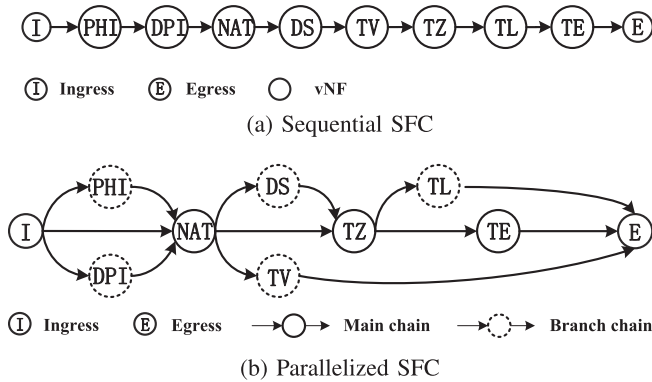 I PHI DPI NAT DS TV TZ TL TE E
I Ingress E Egress vNF
(a) Sequential SFC
PHI DS TL
I NAT TZ TE E
DPI TV
I Ingress E Egress Main chain Branch chain
(b) Parallelized SFC